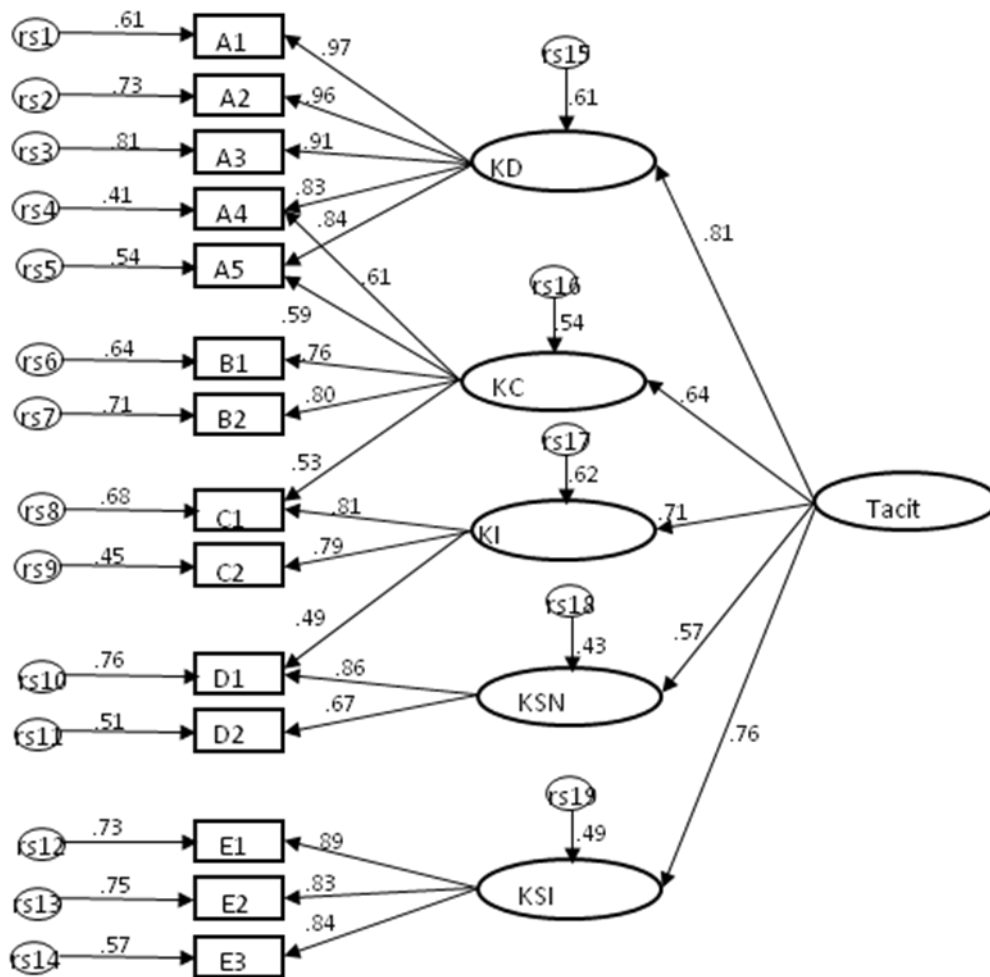 rs1 .61 A1
.97
rs15
rs2 .73 A2
.96
.61
rs3 .81 A3
.91
KD
rs4 .41 A4
.83
.84
.81
rs5 .54 A5
.61
rs16
.59
.54
rs6 .64 B1
.76
KC
rs7 .71 B2
.80
.64
rs17
.53
.62
rs8 .68 C1
.81
KI
.71
Tacit
rs9 .45 C2
.79
rs18
.49
.43
.57
rs10 .76 D1
.86
KSN
rs11 .51 D2
.67
.76
rs19
rs12 .73 E1
.89
.49
rs13 .75 E2
.83
KSI
rs14 .57 E3
.84